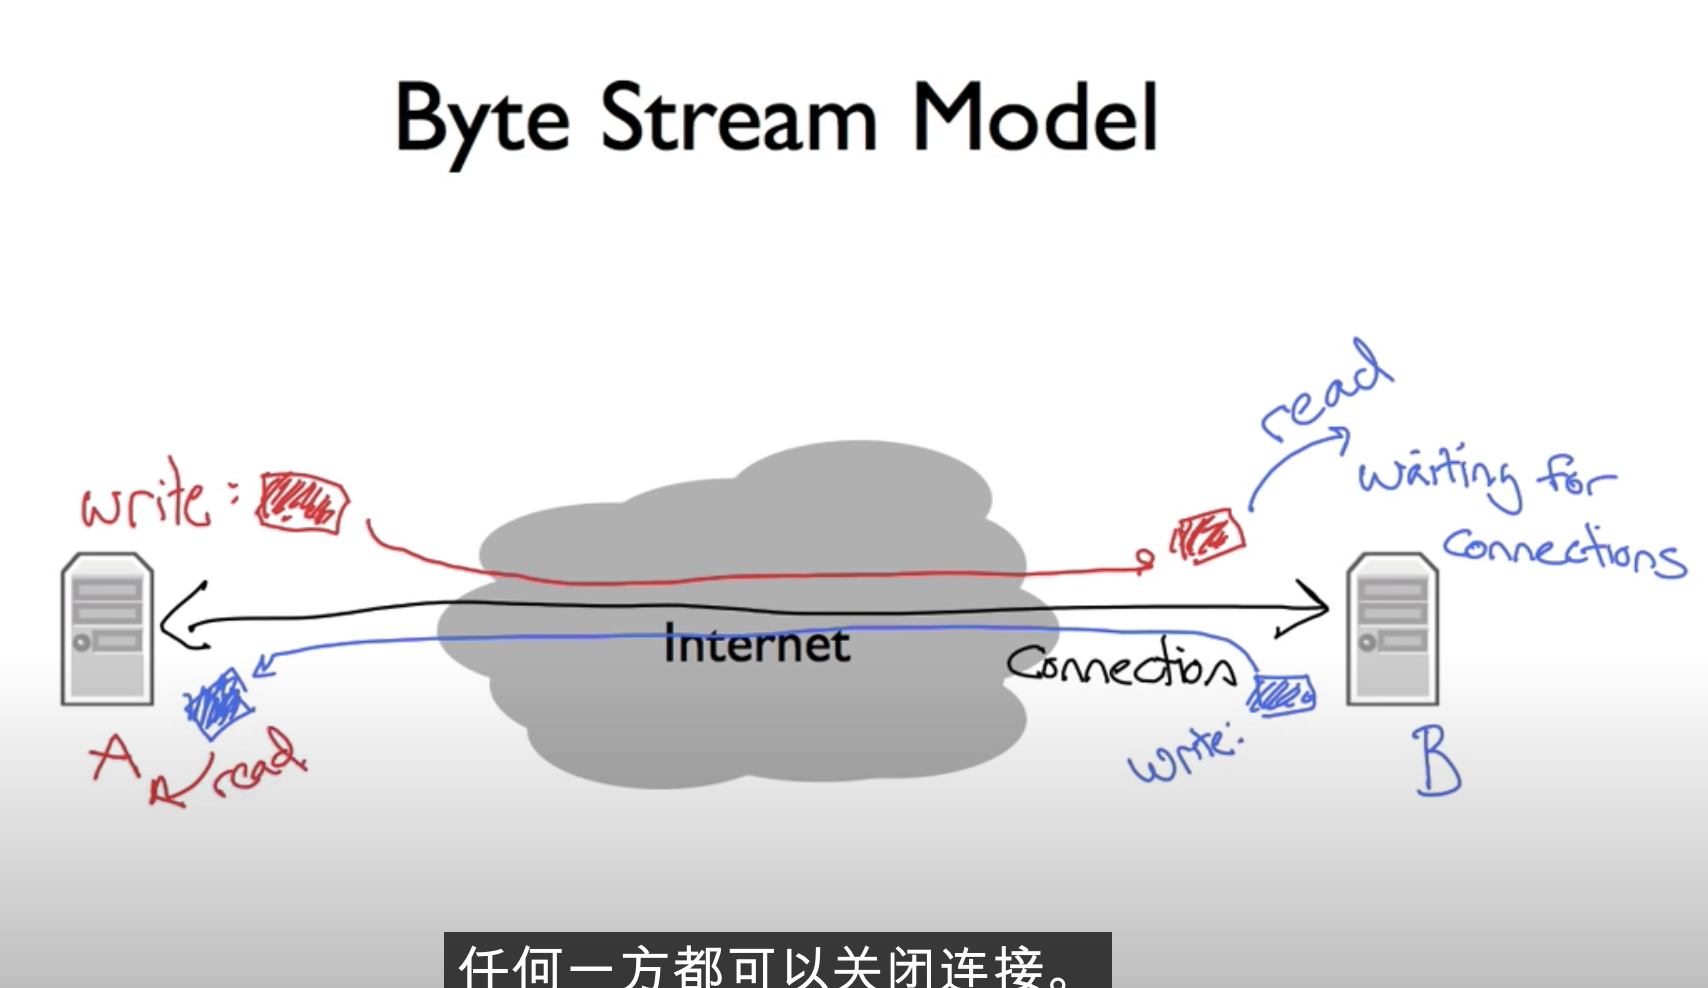 Byte Stream Model
read
waiting for
connections
write:
Internet
Connection
write:
A
read
B
任何一方都可以关闭连接。